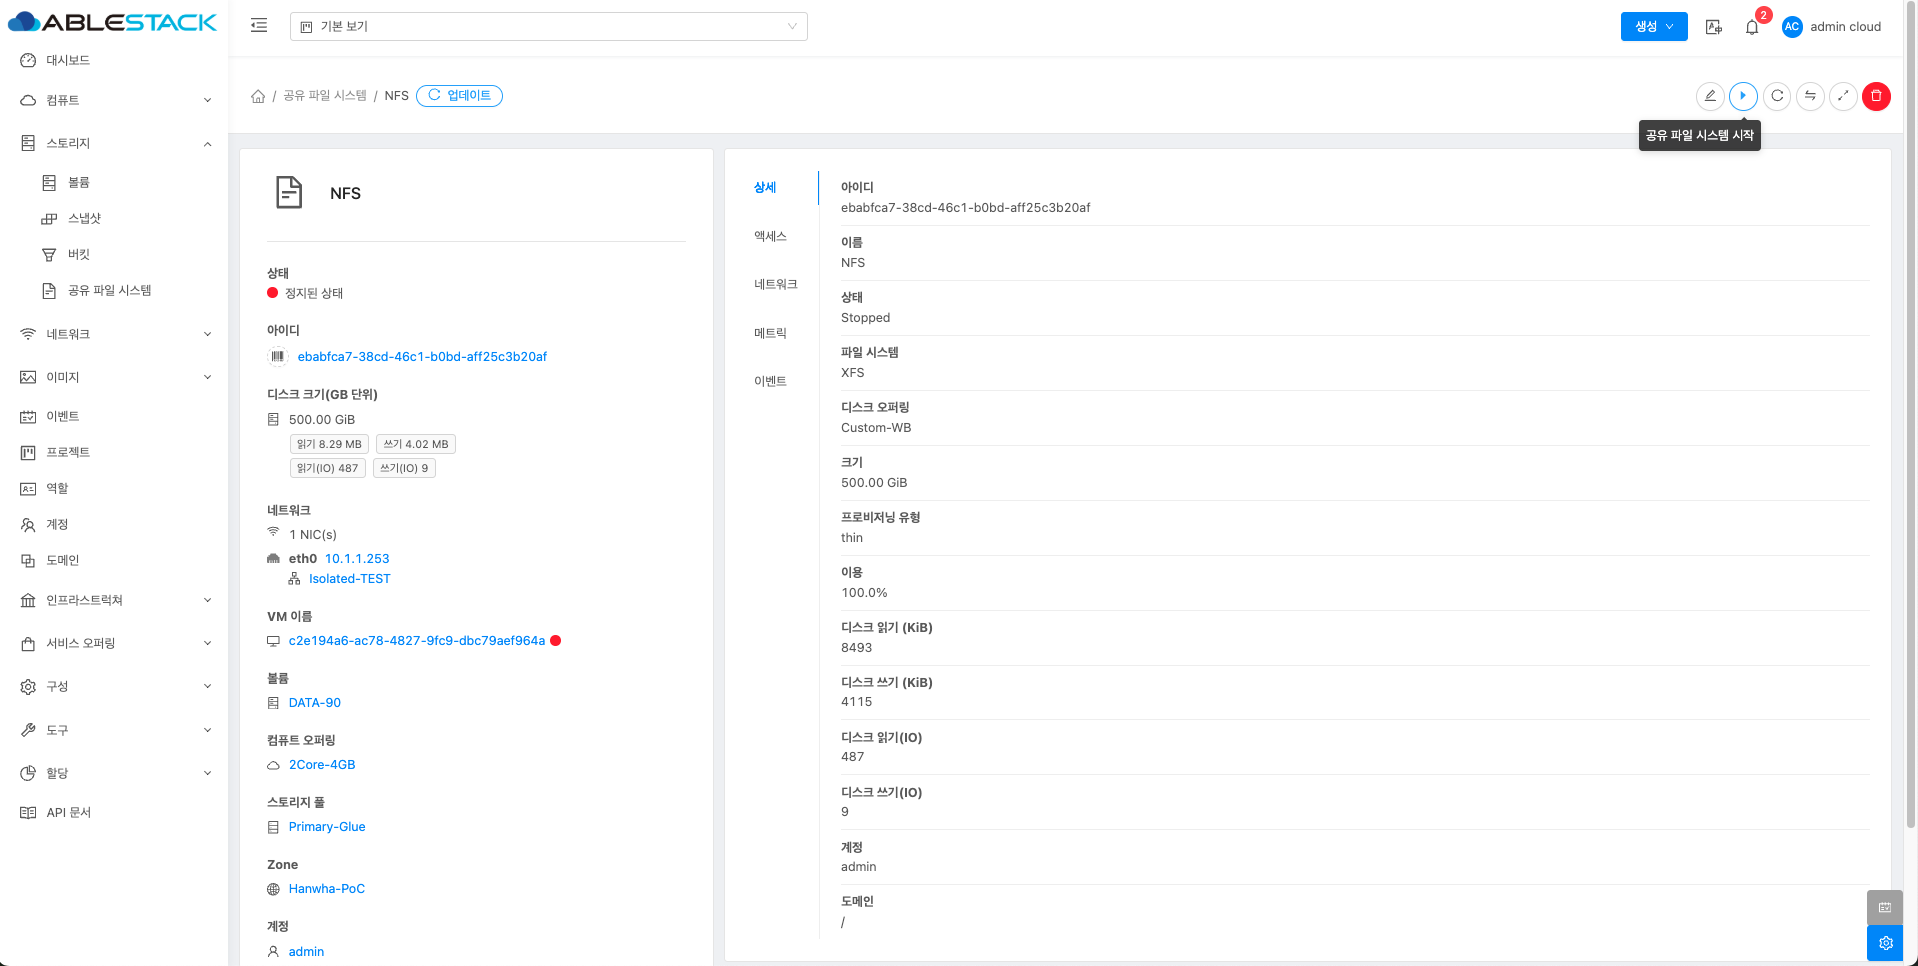 ABLESTACK
대시보드
컴퓨트
스토리지
볼륨
스냅샷
버킷
공유 파일 시스템
네트워크
이미지
이벤트
프로젝트
역할
계정
도메인
인프라스트럭쳐
서비스 오퍼링
구성
도구
할당
API 문서
기본 보기
생성
2
AC
admin cloud
/ 공유 파일 시스템 / NFS 업데이트
공유 파일 시스템 시작
NFS
상태
정지된 상태
아이디
ebabfca7-38cd-46c1-b0bd-aff25c3b20af
디스크 크기(GB 단위)
500.00 GiB
읽기 8.29 MB 쓰기 4.02 MB
읽기(IO) 487 쓰기(IO) 9
네트워크
1 NIC(s)
eth0 10.1.1.253
Isolated-TEST
VM 이름
c2e194a6-ac78-4827-9fc9-dbc79aef964a
볼륨
DATA-90
컴퓨트 오퍼링
2Core-4GB
스토리지 풀
Primary-Glue
Zone
Hanwha-PoC
계정
admin
상세
액세스
네트워크
메트릭
이벤트
아이디
ebabfca7-38cd-46c1-b0bd-aff25c3b20af
이름
NFS
상태
Stopped
파일 시스템
XFS
디스크 오퍼링
Custom-WB
크기
500.00 GiB
프로비저닝 유형
thin
이용
100.0%
디스크 읽기 (KiB)
8493
디스크 쓰기 (KiB)
4115
디스크 읽기(IO)
487
디스크 쓰기(IO)
9
계정
admin
도메인
/